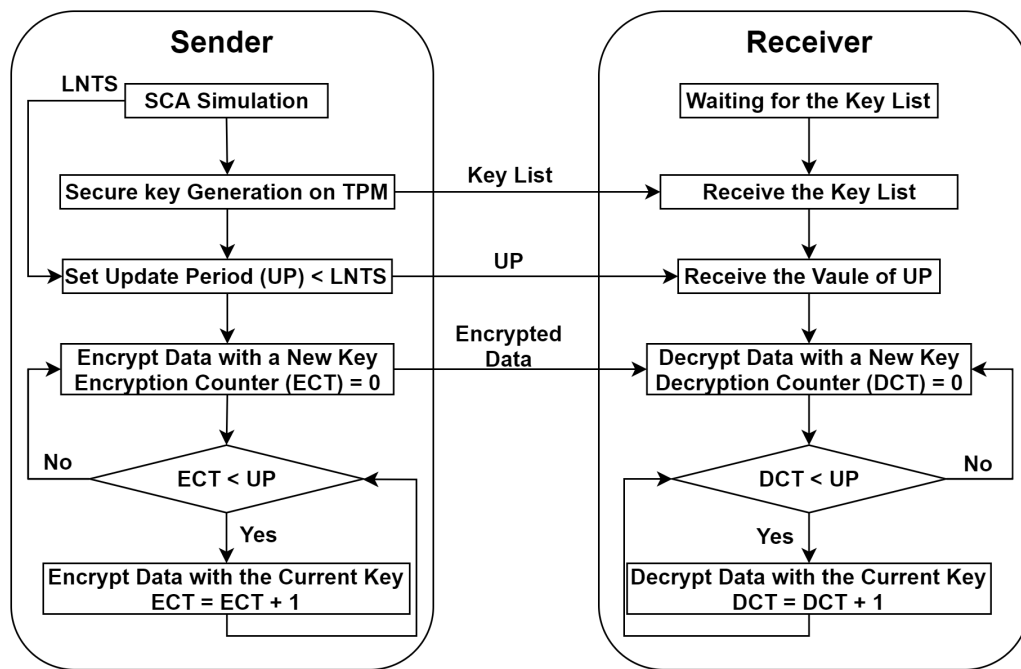 Sender
LNTS
SCA Simulation
Secure key Generation on TPM
Set Update Period (UP) < LNTS
Encrypt Data with a New Key
Encryption Counter (ECT) = 0
No
ECT < UP
Yes
Encrypt Data with the Current Key
ECT = ECT + 1
Key List
UP
Encrypted
Data
Receiver
Waiting for the Key List
Receive the Key List
Receive the Vaule of UP
Decrypt Data with a New Key
Decryption Counter (DCT) = 0
DCT < UP
No
Yes
Decrypt Data with the Current Key
DCT = DCT + 1